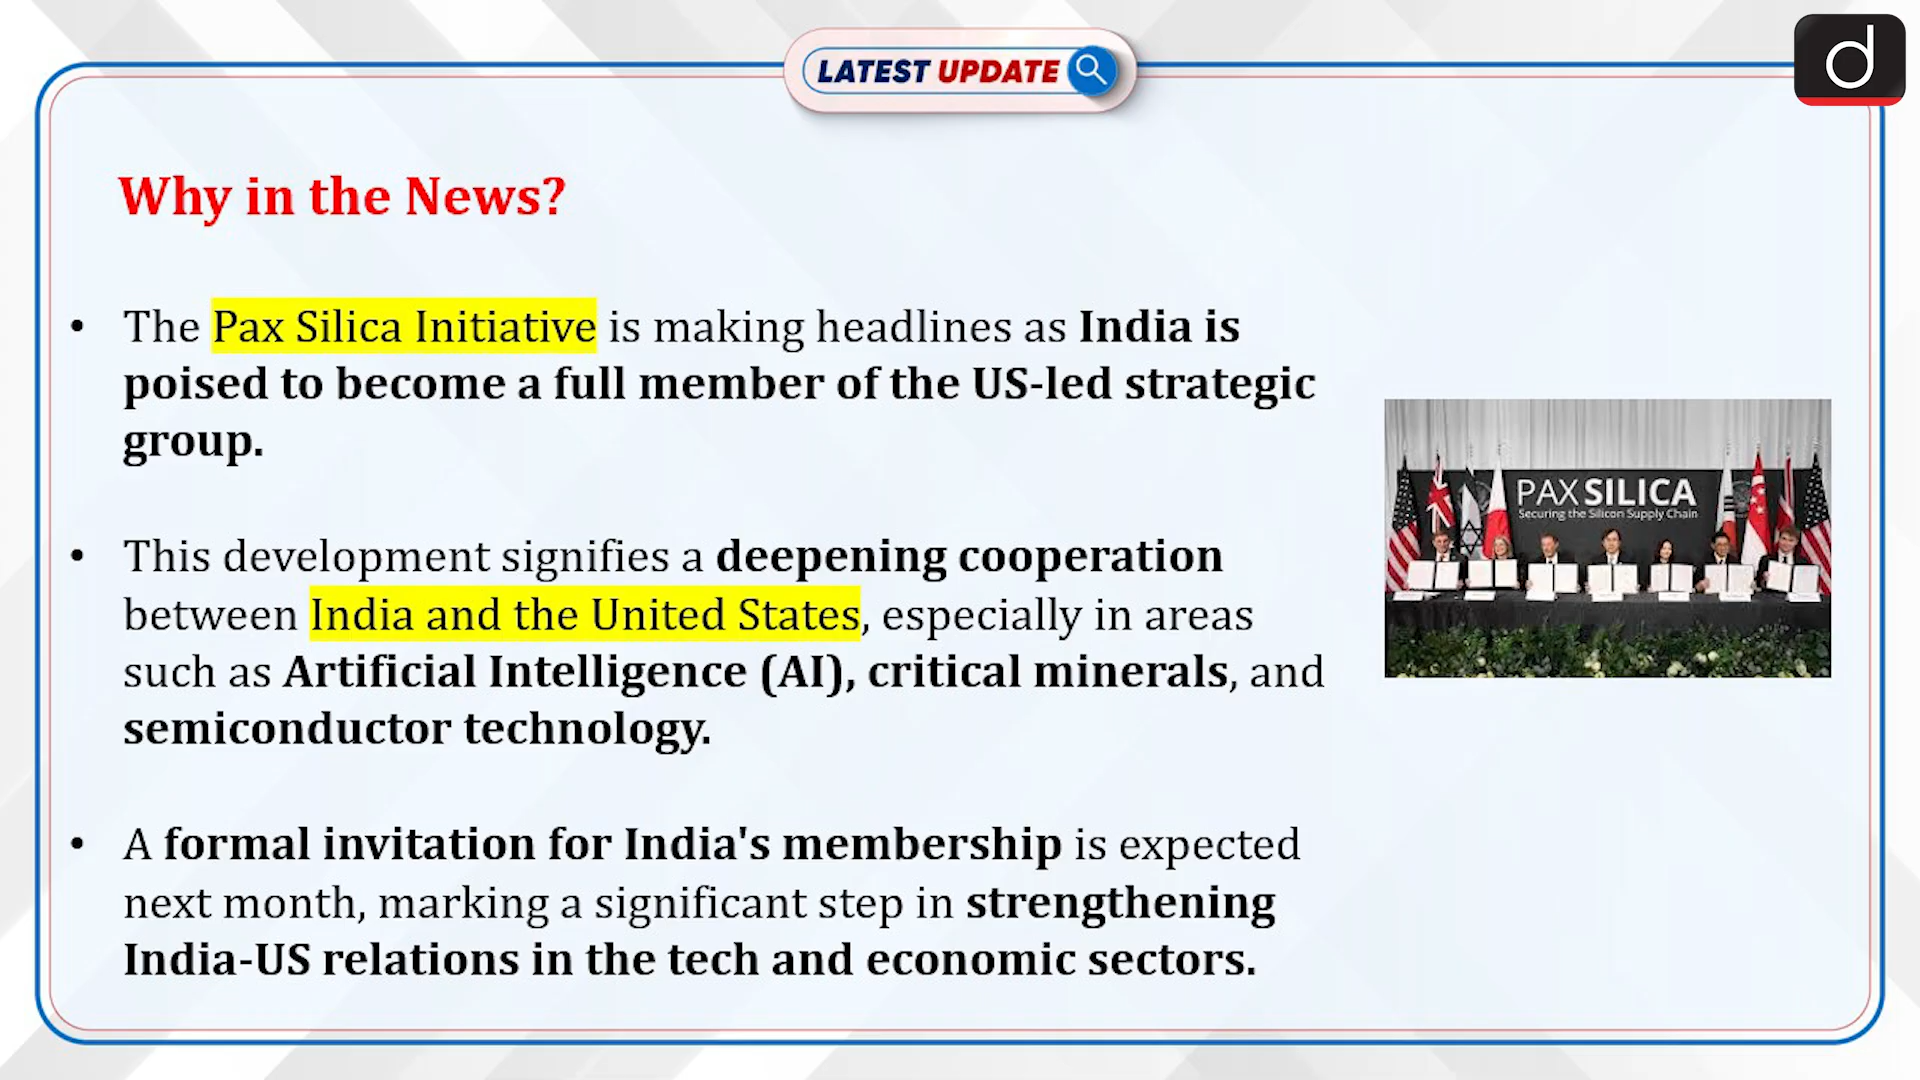 LATEST UPDATE
d
Why in the News?
• The Pax Silica Initiative is making headlines as India is
poised to become a full member of the US-led strategic
group.
• This development signifies a deepening cooperation
between India and the United States, especially in areas
such as Artificial Intelligence (AI), critical minerals, and
semiconductor technology.
• A formal invitation for India's membership is expected
next month, marking a significant step in strengthening
India-US relations in the tech and economic sectors.
PAX SILICA
Securing the Silicon Supply Chain